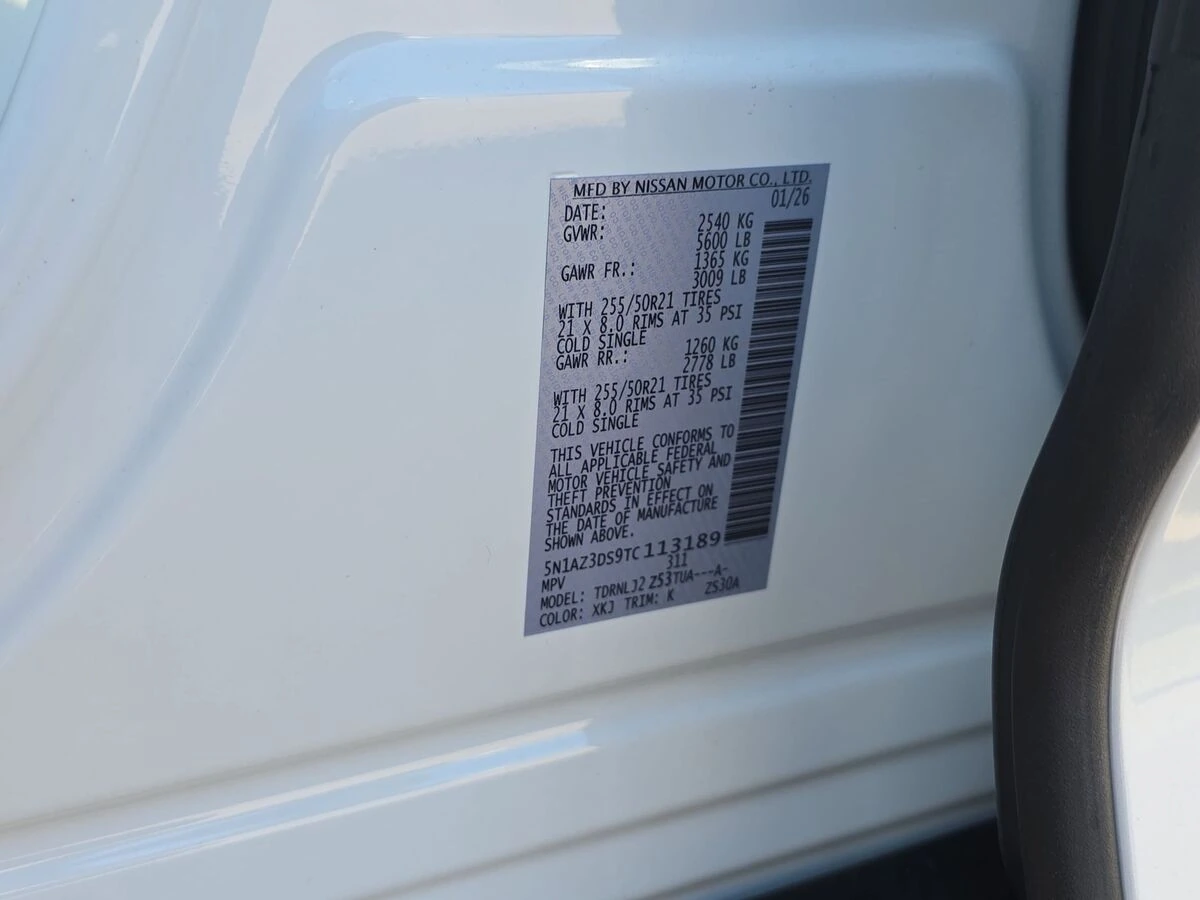 MFD BY NISSAN MOTOR CO., LTD.
DATE: 01/26
GVWR: 2540 KG
5600 LB
GAWR FR.: 1365 KG
3009 LB
WITH 255/50R21 TIRES
21 X 8.0 RIMS AT 35 PSI
COLD SINGLE
GAWR RR.: 1260 KG
2778 LB
WITH 255/50R21 TIRES
21 X 8.0 RIMS AT 35 PSI
COLD SINGLE
THIS VEHICLE CONFORMS TO
ALL APPLICABLE FEDERAL
MOTOR VEHICLE SAFETY AND
THEFT PREVENTION
STANDARDS IN EFFECT ON
THE DATE OF MANUFACTURE
SHOWN ABOVE.
5N1AZ3DS9TC113189
MPV 311
MODEL: TDRNLJ2 Z53TUA---A-
COLOR: XKJ TRIM: K ZS30A